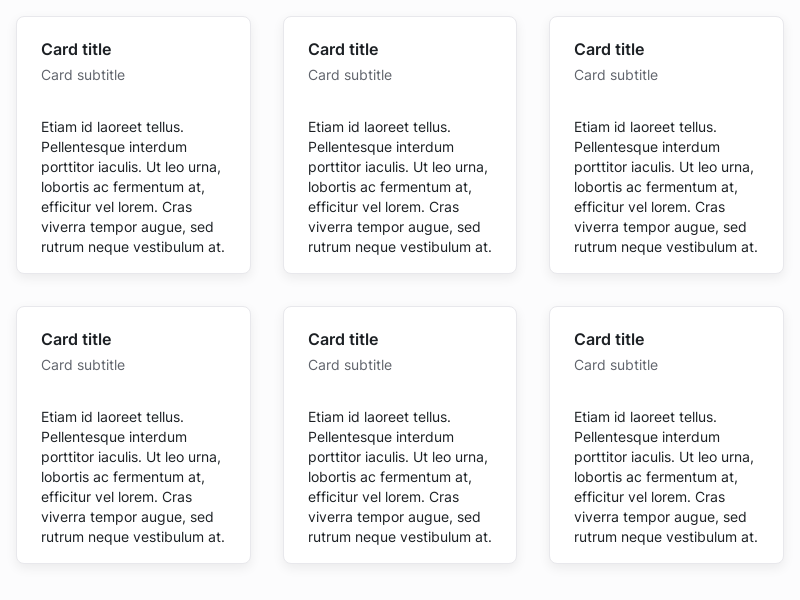 Card title
Card subtitle
Etiam id laoreet tellus.
Pellentesque interdum
porttitor iaculis. Ut leo urna,
lobortis ac fermentum at,
efficitur vel lorem. Cras
viverra tempor augue, sed
rutrum neque vestibulum at.
Card title
Card subtitle
Etiam id laoreet tellus.
Pellentesque interdum
porttitor iaculis. Ut leo urna,
lobortis ac fermentum at,
efficitur vel lorem. Cras
viverra tempor augue, sed
rutrum neque vestibulum at.
Card title
Card subtitle
Etiam id laoreet tellus.
Pellentesque interdum
porttitor iaculis. Ut leo urna,
lobortis ac fermentum at,
efficitur vel lorem. Cras
viverra tempor augue, sed
rutrum neque vestibulum at.
Card title
Card subtitle
Etiam id laoreet tellus.
Pellentesque interdum
porttitor iaculis. Ut leo urna,
lobortis ac fermentum at,
efficitur vel lorem. Cras
viverra tempor augue, sed
rutrum neque vestibulum at.
Card title
Card subtitle
Etiam id laoreet tellus.
Pellentesque interdum
porttitor iaculis. Ut leo urna,
lobortis ac fermentum at,
efficitur vel lorem. Cras
viverra tempor augue, sed
rutrum neque vestibulum at.
Card title
Card subtitle
Etiam id laoreet tellus.
Pellentesque interdum
porttitor iaculis. Ut leo urna,
lobortis ac fermentum at,
efficitur vel lorem. Cras
viverra tempor augue, sed
rutrum neque vestibulum at.